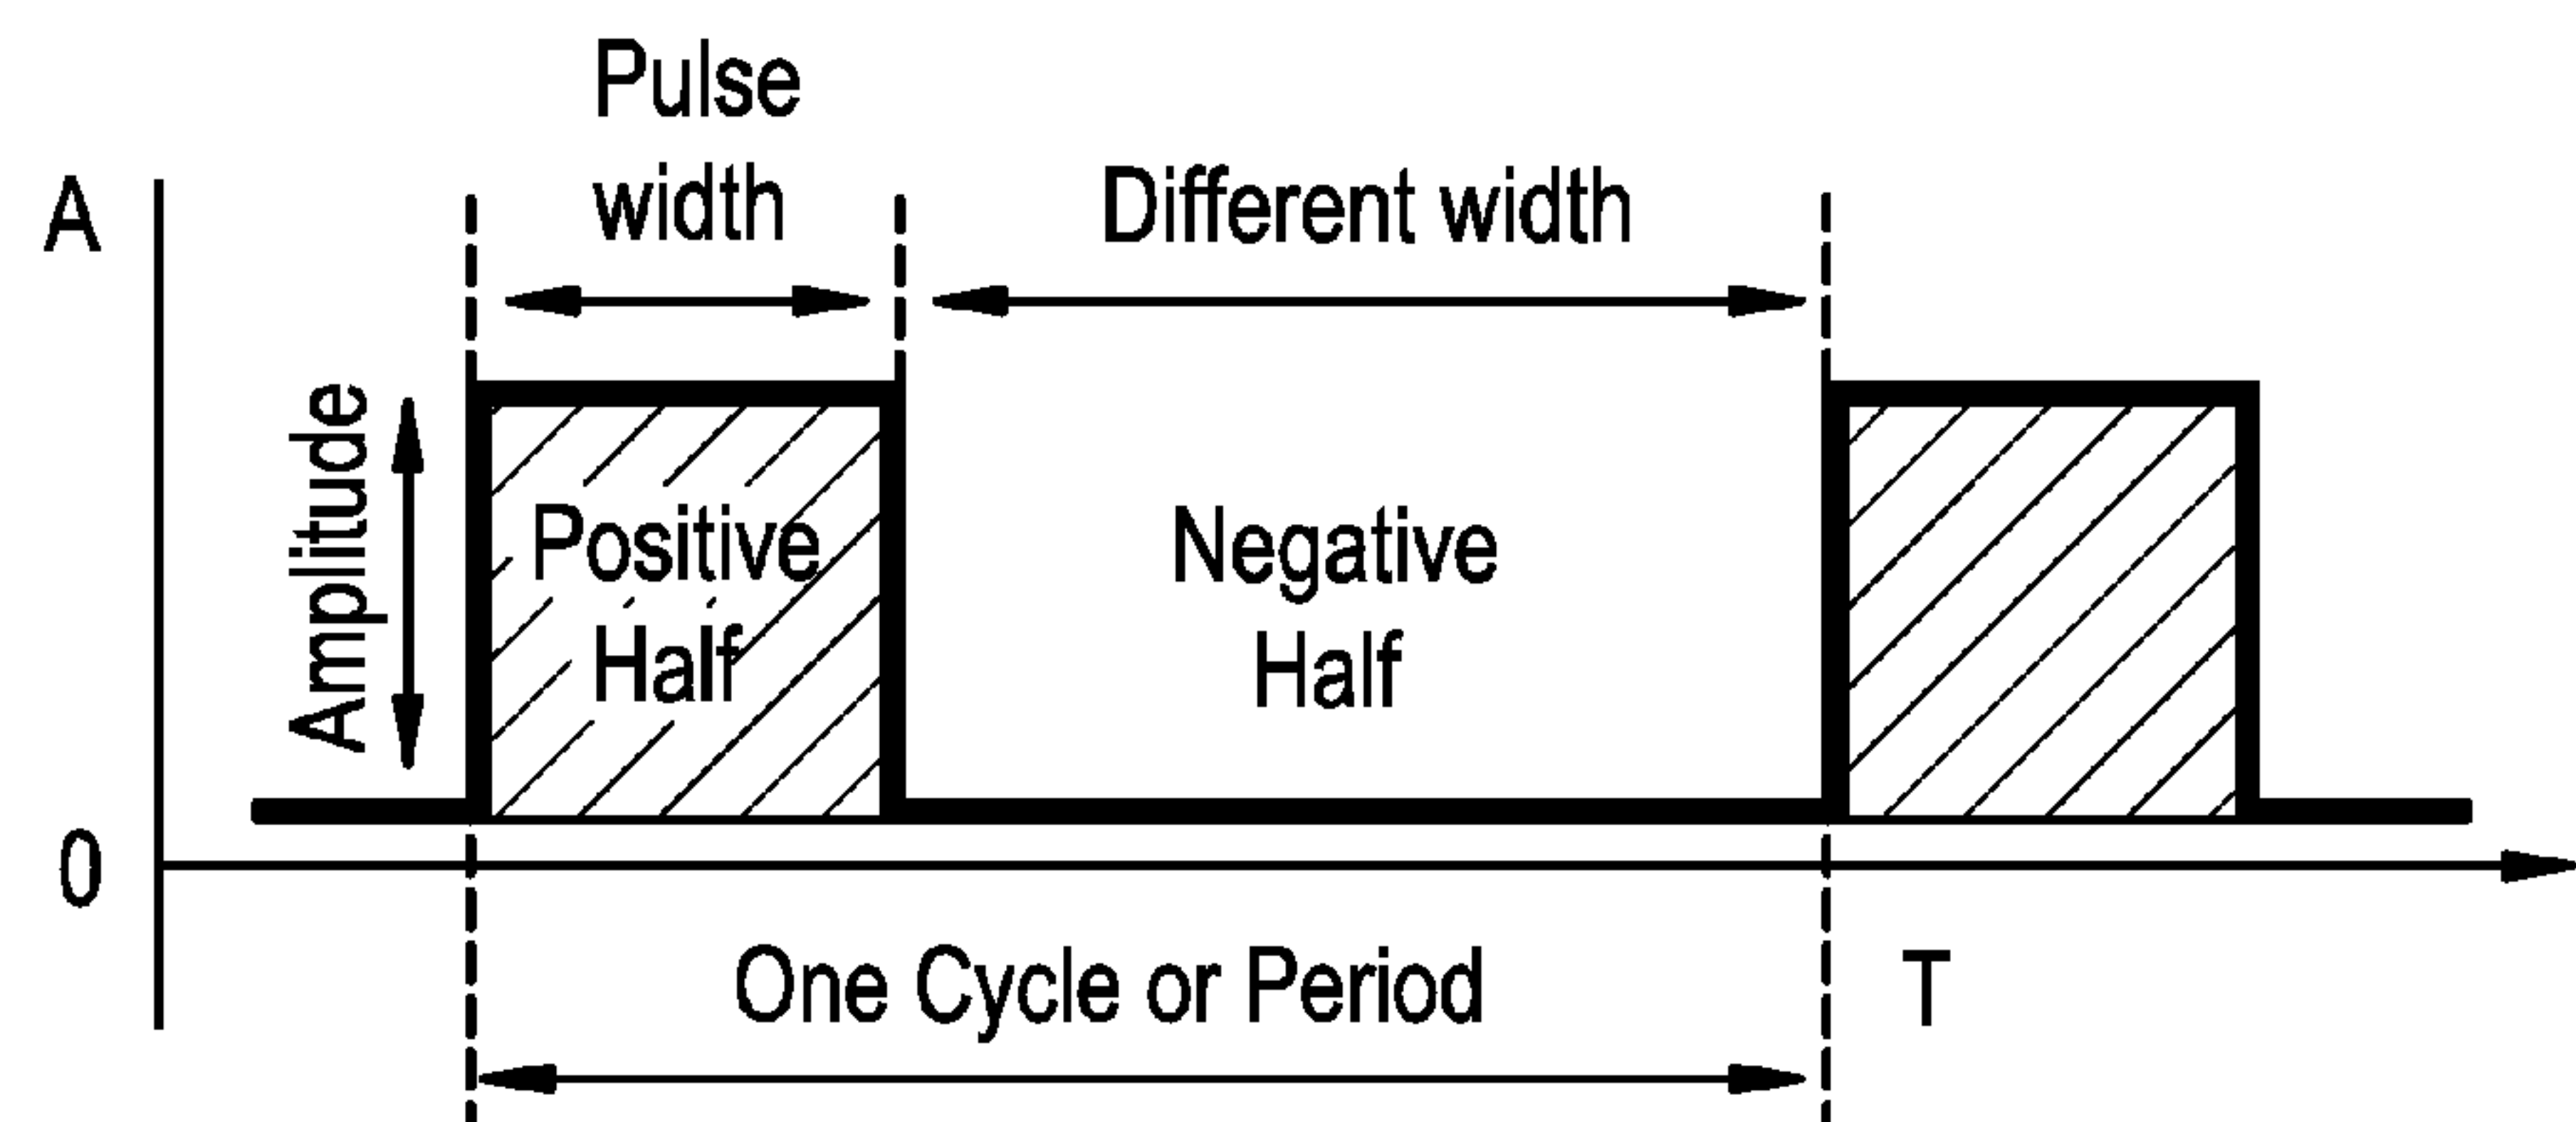 Pulse
width
Different width
A
Amplitude
Positive
Half
Negative
Half
0
One Cycle or Period
T